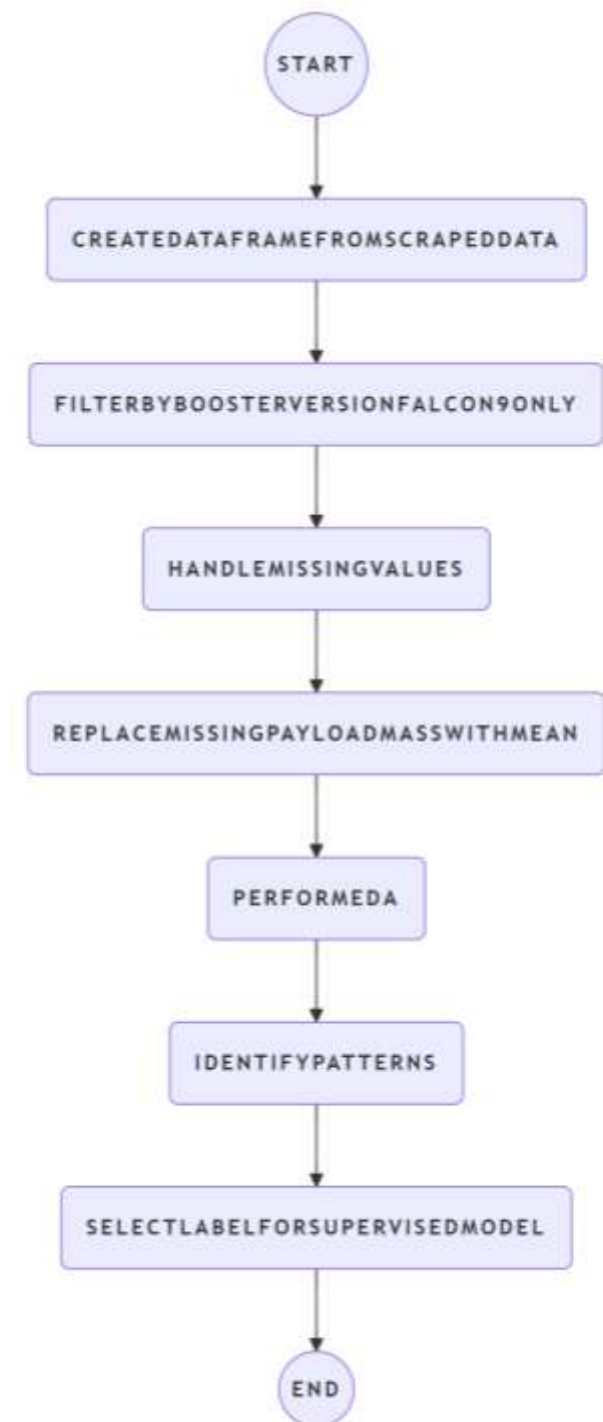 START
CREATEDATAFRAMEFROMSCRAPEDDATA
FILTERBYBOOSTERVERSIONFALCON9ONLY
HANDLEMISSINGVALUES
REPLACEMISSINGPAYLOADMASSWITHMEAN
PERFORMEDA
IDENTIFYPATTERNS
SELECTLABELFORSUPERVISEDMODEL
END